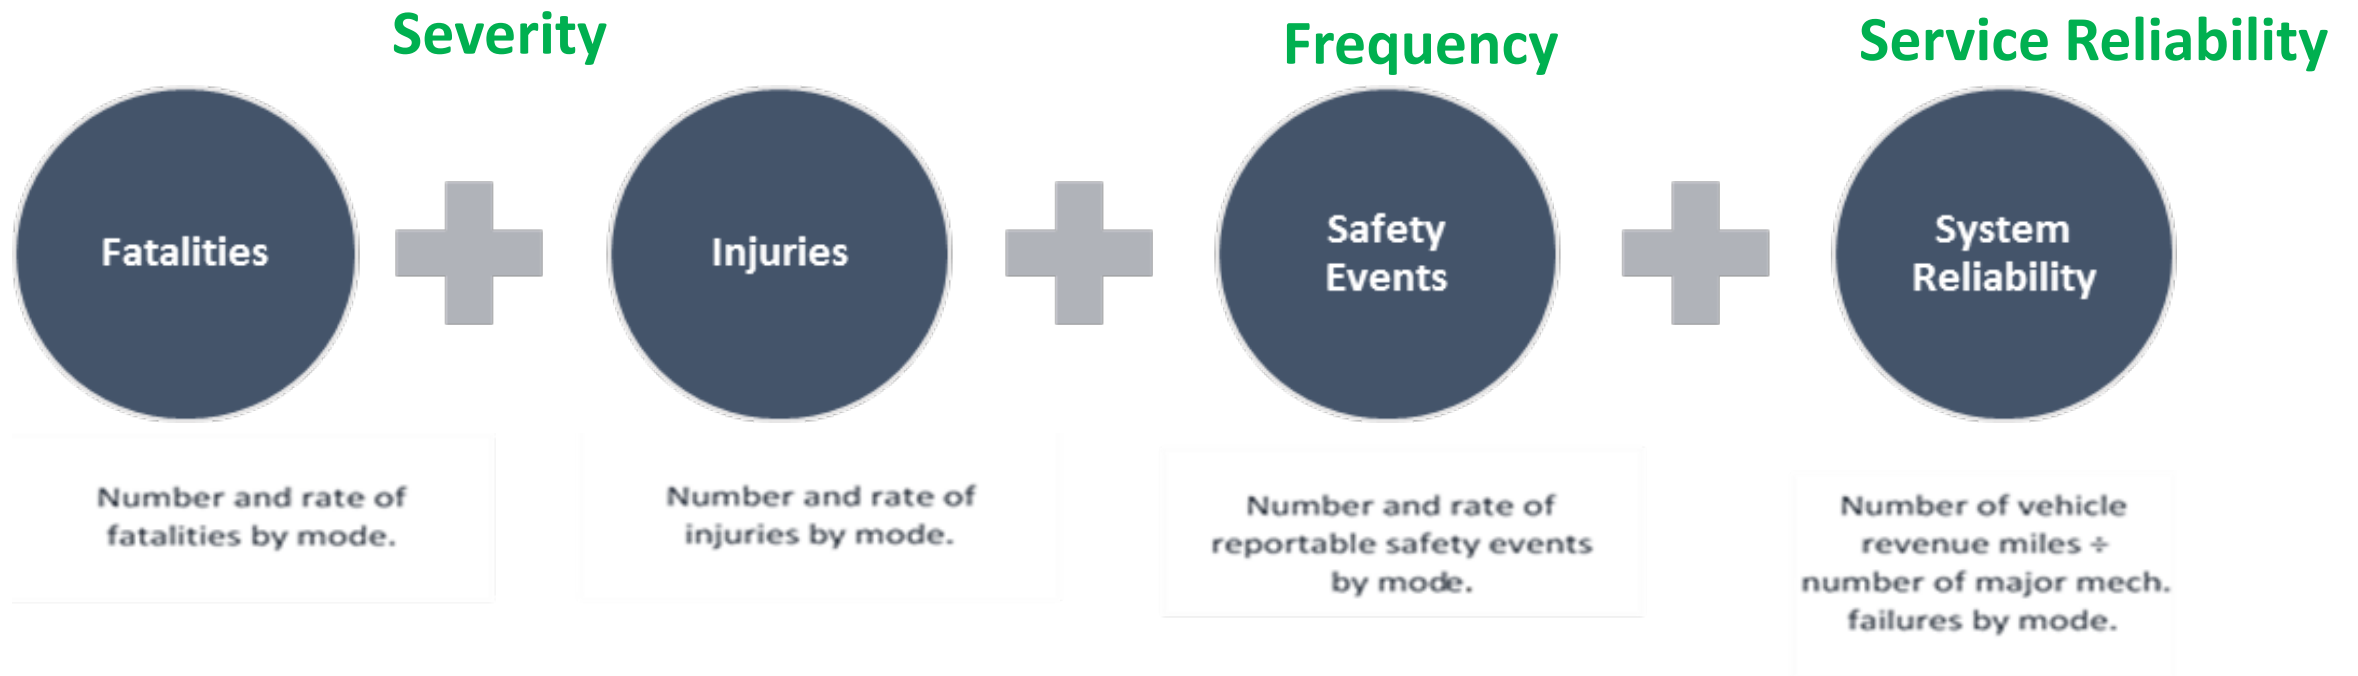 Severity
Frequency
Service Reliability
Fatalities
Injuries
Safety
Events
System
Reliability
Number and rate of
fatalities by mode.
Number and rate of
injuries by mode.
Number and rate of
reportable safety events
by mode.
Number of vehicle
revenue miles ÷
number of major mech.
failures by mode.